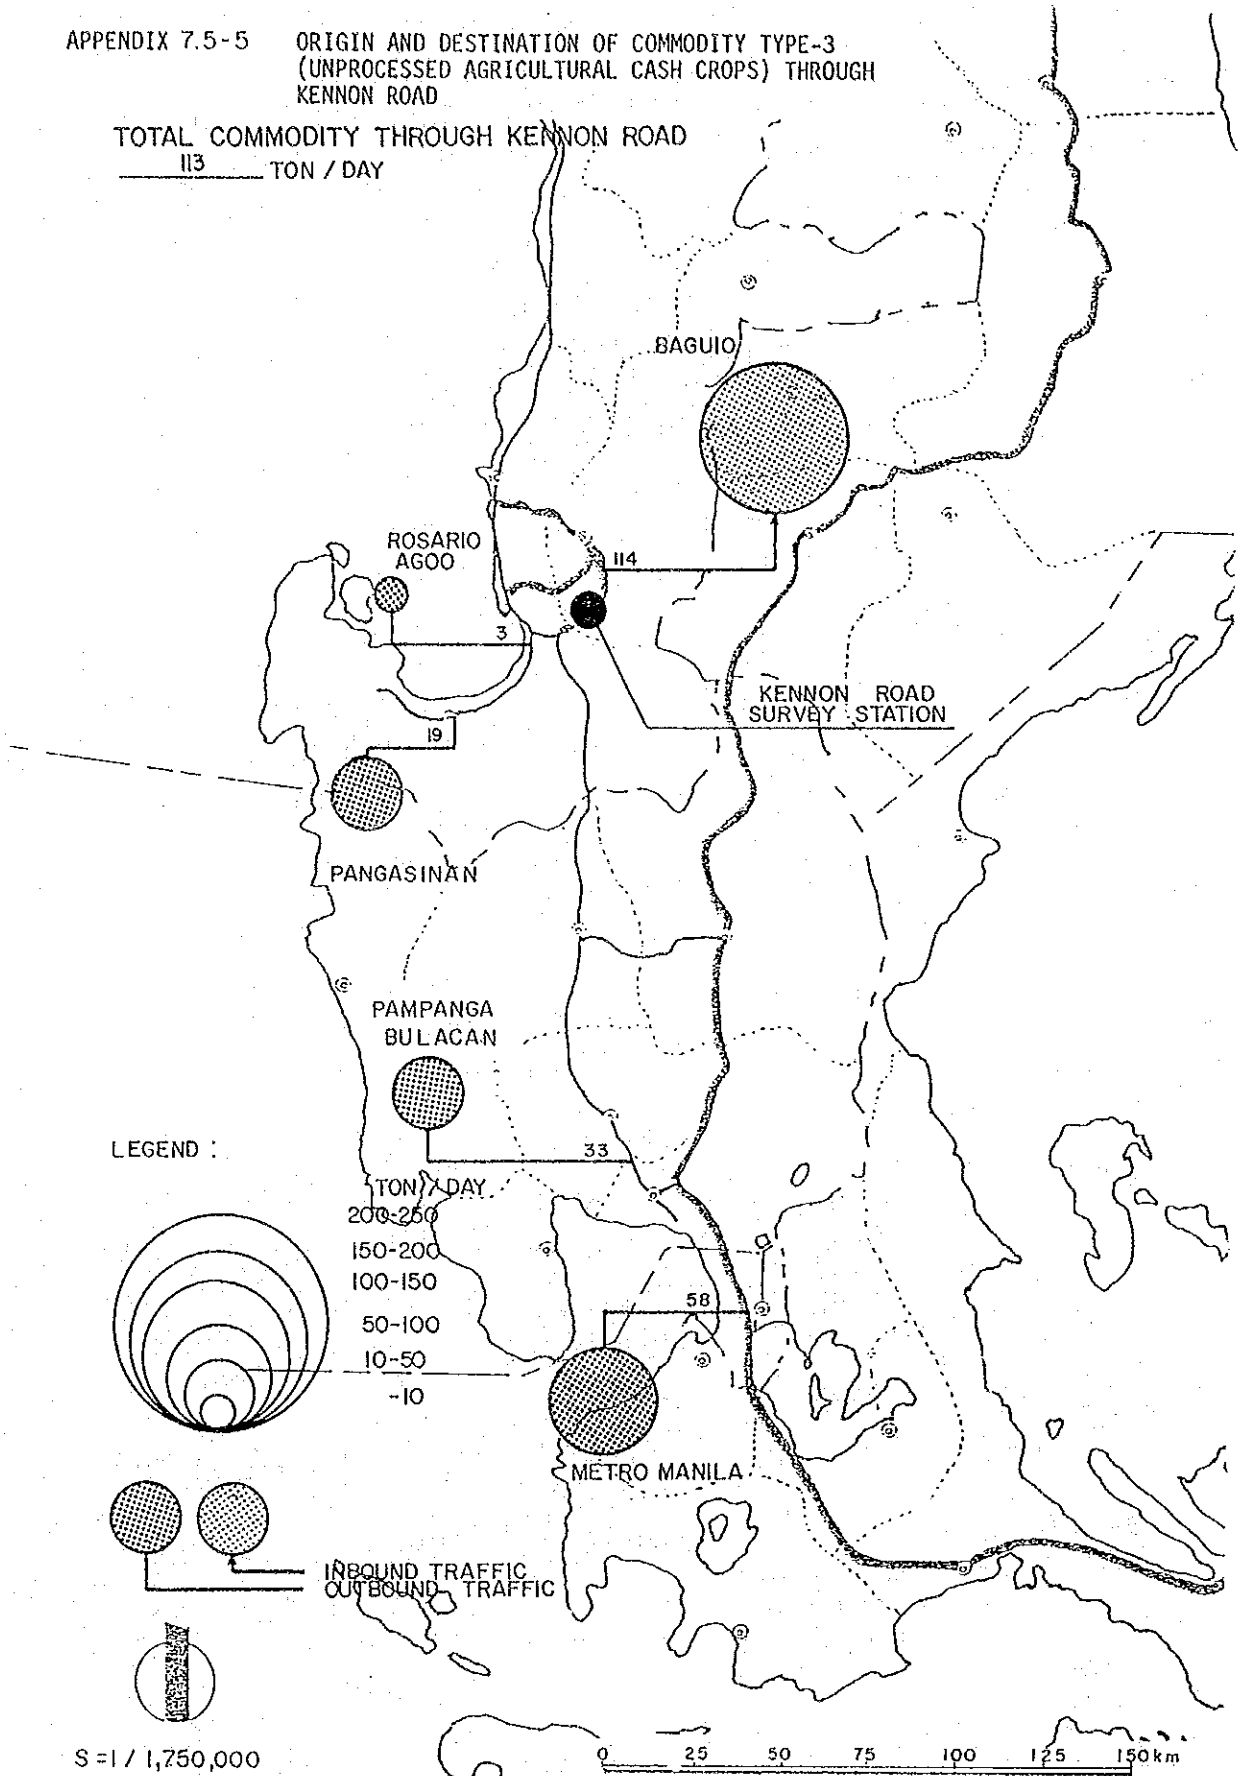 APPENDIX 7.5-5 ORIGIN AND DESTINATION OF COMMODITY TYPE-3
(UNPROCESSED AGRICULTURAL CASH CROPS) THROUGH
KENNON ROAD
TOTAL COMMODITY THROUGH KENNON ROAD
113 TON / DAY
BAGUIO
ROSARIO
AGOO
114
3
KENNON ROAD
SURVEY STATION
19
PANGASINAN
PAMPANGA
BULACAN
33
LEGEND :
TON / DAY
200-250
150-200
100-150
50-100
10-50
-10
58
1
METRO MANILA
INBOUND TRAFFIC
OUTBOUND TRAFFIC
S = 1 / 1,750,000
0 25 50 75 100 125 150 km